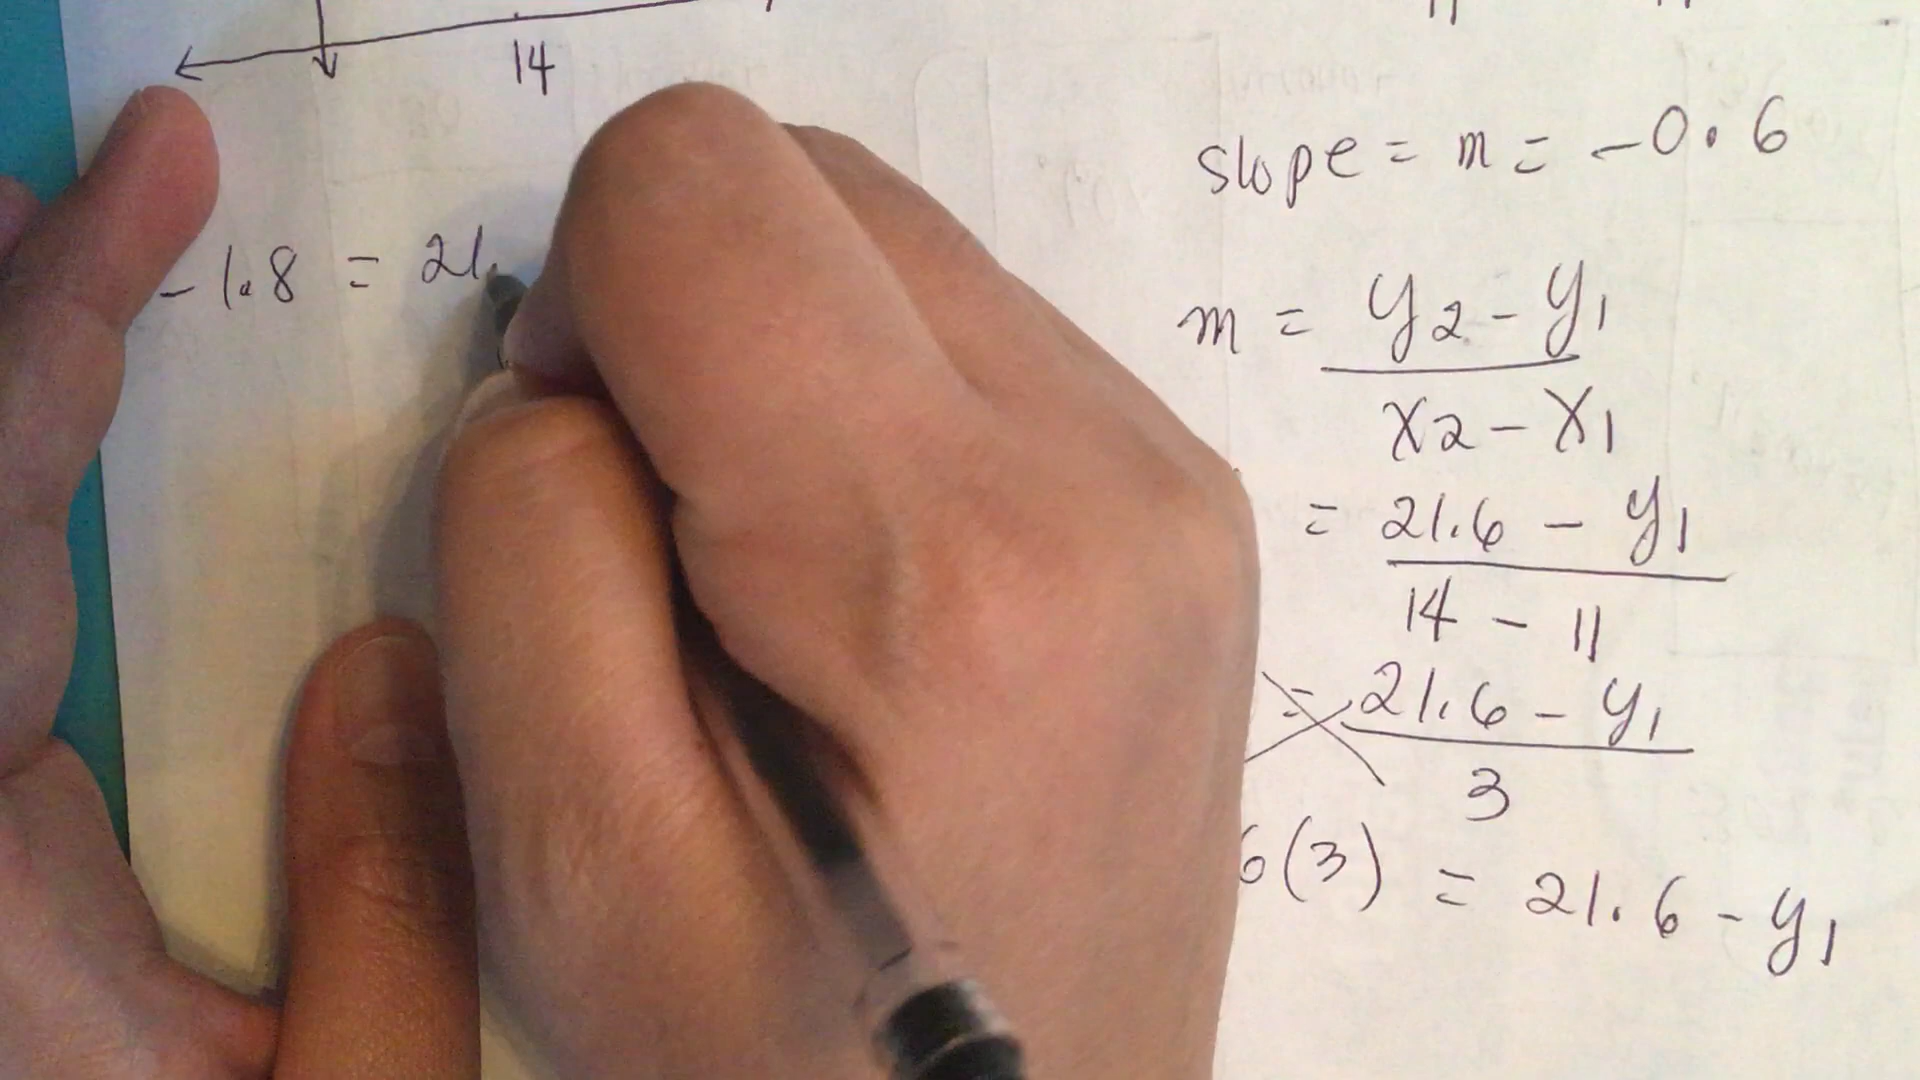 14
-1.8 = 21.
slope = m = -0.6
m = y2 - y1
x2 - x1
= 21.6 - y1
14 - 11
= 21.6 - y1
3
6(3) = 21.6 - y1